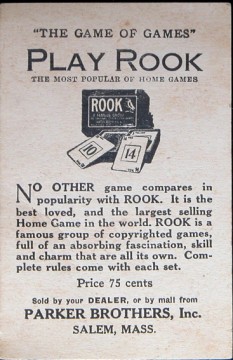 "THE GAME OF GAMES"
PLAY ROOK
THE MOST POPULAR OF HOME GAMES
ROOK
10
14
NO OTHER game compares in
popularity with ROOK. It is the
best loved, and the largest selling
Home Game in the world. ROOK is a
famous group of copyrighted games,
full of an absorbing fascination, skill
and charm that are all its own. Com-
plete rules come with each set.
Price 75 cents
Sold by your DEALER, or by mail from
PARKER BROTHERS, Inc.
SALEM, MASS.